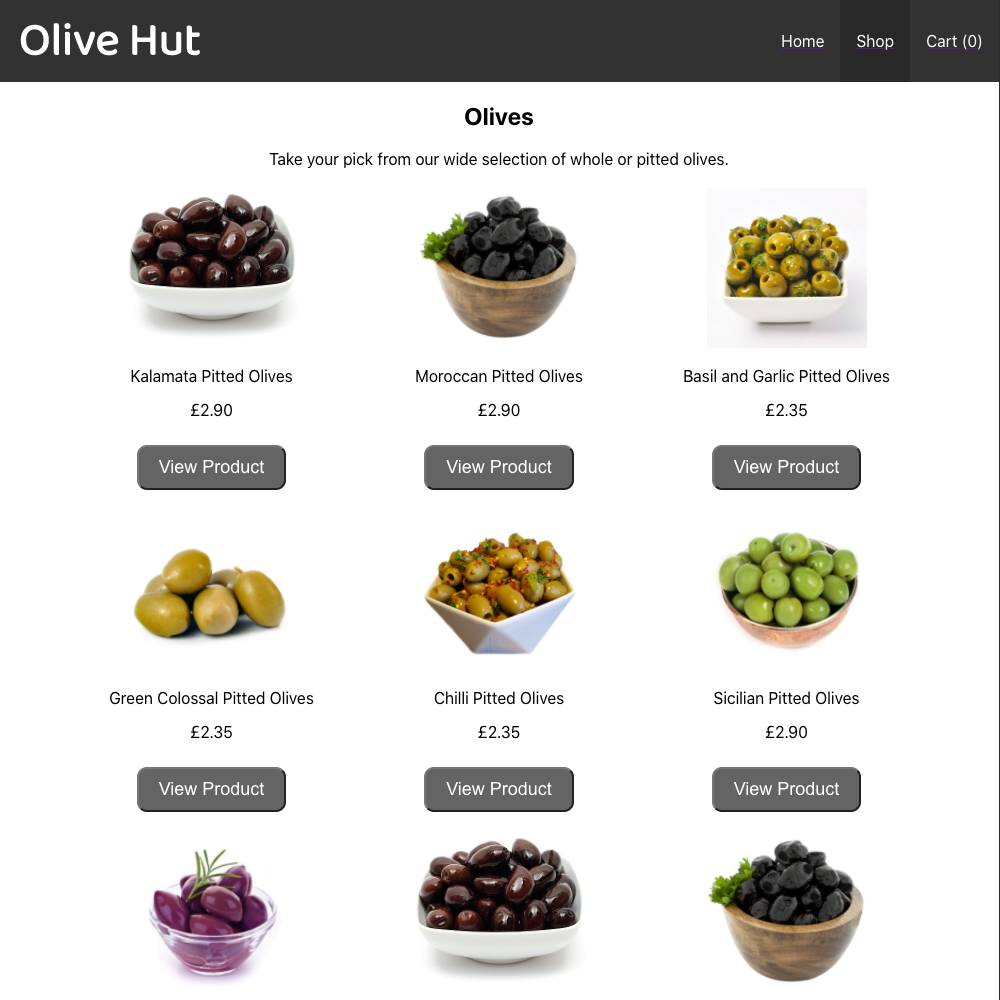 Olive Hut
Home
Shop
Cart (0)
Olives
Take your pick from our wide selection of whole or pitted olives.
Kalamata Pitted Olives
£2.90
View Product
Moroccan Pitted Olives
£2.90
View Product
Basil and Garlic Pitted Olives
£2.35
View Product
Green Colossal Pitted Olives
£2.35
View Product
Chilli Pitted Olives
£2.35
View Product
Sicilian Pitted Olives
£2.90
View Product